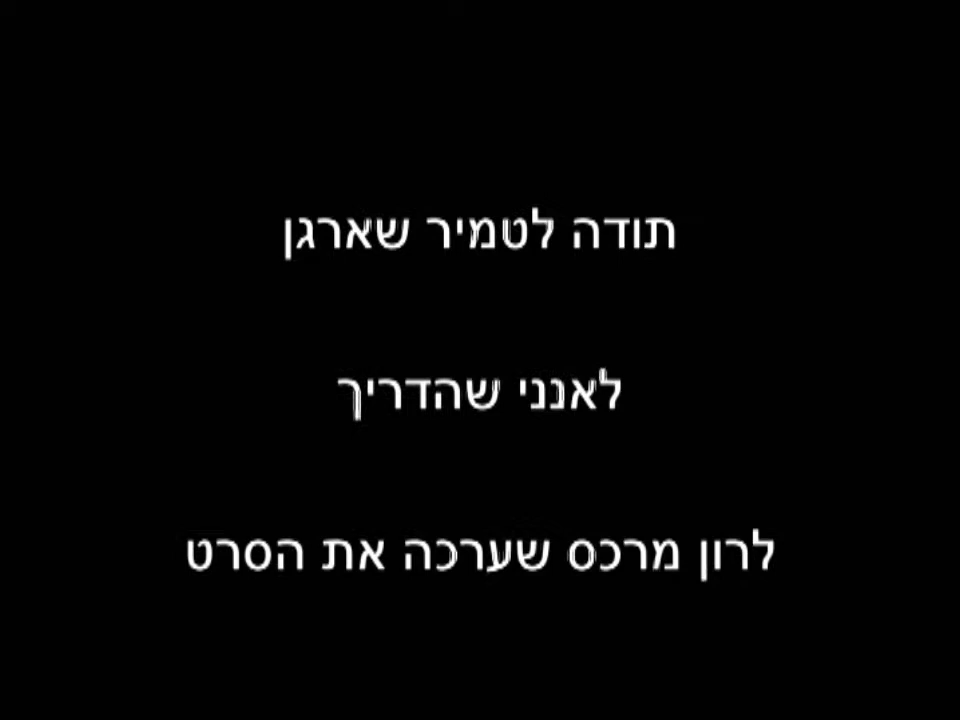 תודה לטמיר שארגן
לאנני שהדריך
לרון מרכס שערכה את הסרט